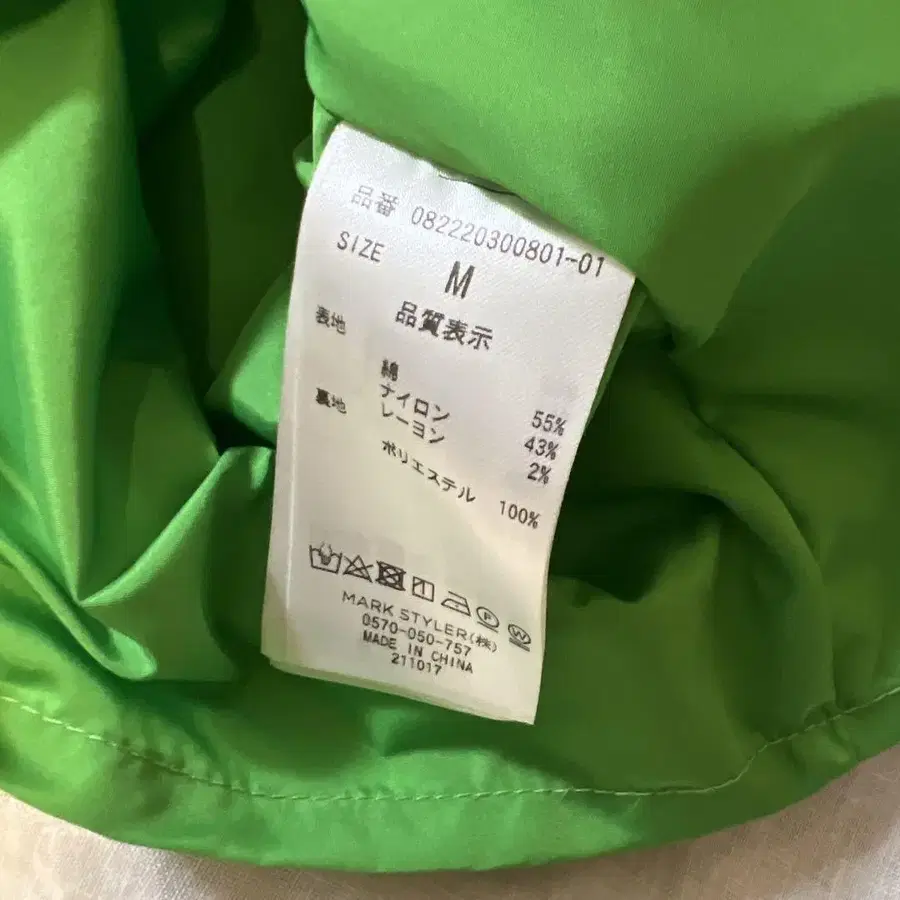 品番 082220300801-01
SIZE M
品質表示
表地
綿 55%
ナイロン 43%
レーヨン 2%
裏地
ポリエステル 100%
MARK STYLER(株)
0570-050-757
MADE IN CHINA
211017